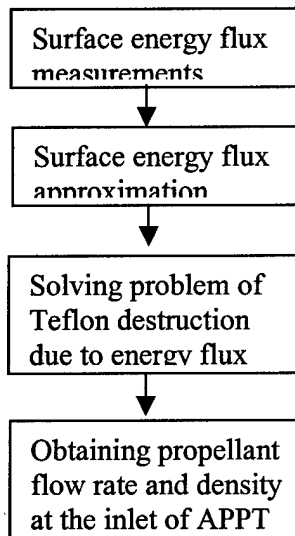 Surface energy flux
measurements
Surface energy flux
approximation
Solving problem of
Teflon destruction
due to energy flux
Obtaining propellant
flow rate and density
at the inlet of APPT